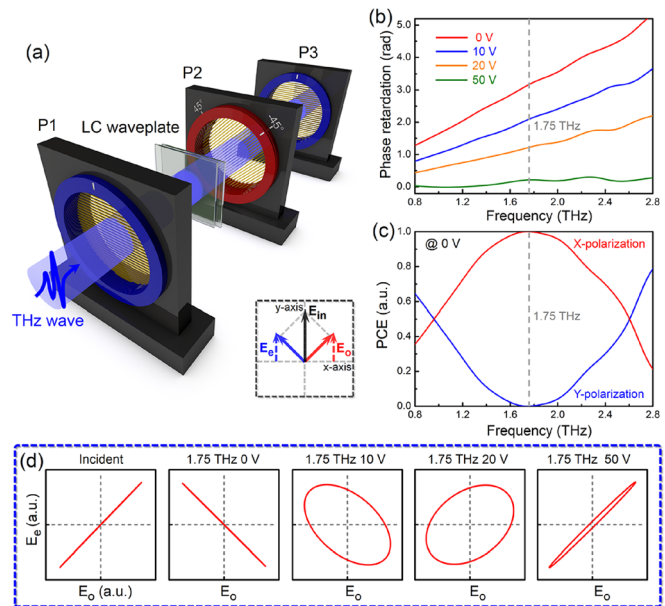 (a)
P3
P2
LC waveplate
P1
45°
-45°
THz wave
y-axis
E_in
E_e
E_o
x-axis
(b)
5.0
4.0
3.0
2.0
1.0
0.0
Phase retardation (rad)
0 V
10 V
20 V
50 V
1.75 THz
0.8 1.2 1.6 2.0 2.4 2.8
Frequency (THz)
(c)
@ 0 V
X-polarization
1.0
0.8
0.6
0.4
0.2
0.0
PCE (a.u.)
1.75 THz
Y-polarization
0.8 1.2 1.6 2.0 2.4 2.8
Frequency (THz)
(d)
Incident
1.75 THz 0 V
1.75 THz 10 V
1.75 THz 20 V
1.75 THz 50 V
E_e (a.u.)
E_o (a.u.)
E_o
E_o
E_o
E_o